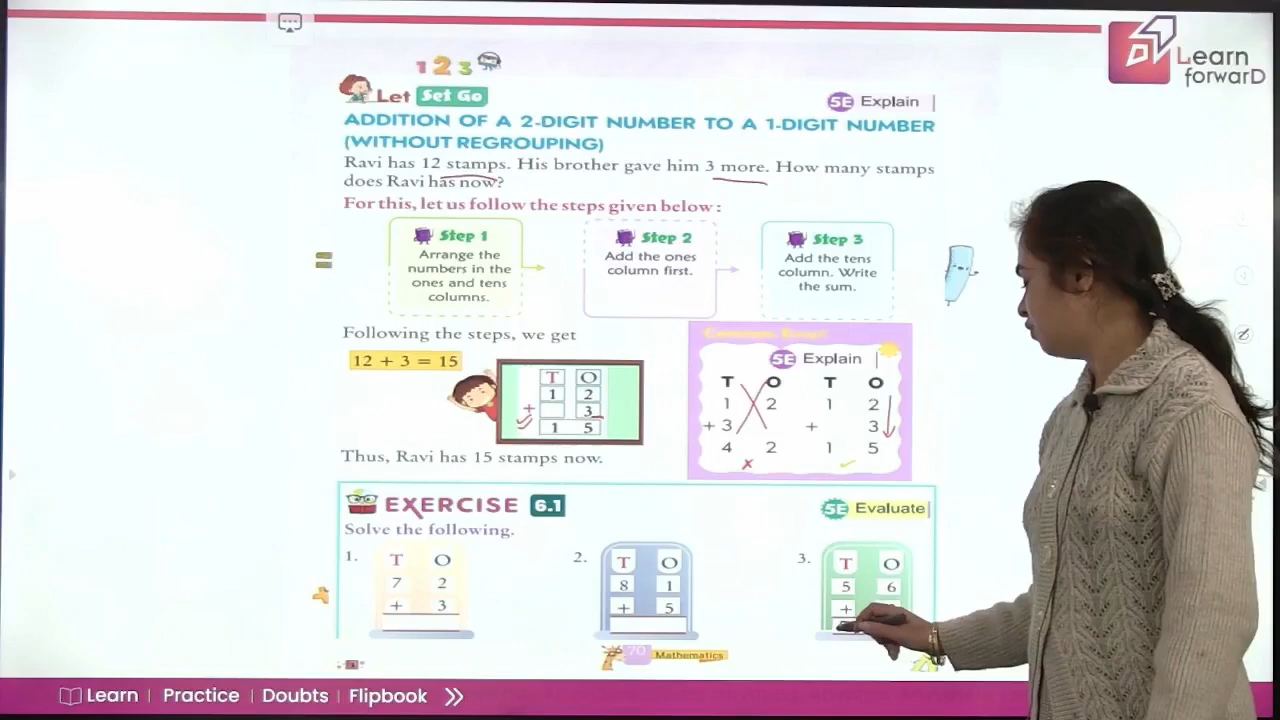 Learn
forwarD
1 2 3
Let Set Go
5E Explain
ADDITION OF A 2-DIGIT NUMBER TO A 1-DIGIT NUMBER
(WITHOUT REGROUPING)
Ravi has 12 stamps. His brother gave him 3 more. How many stamps
does Ravi has now?
For this, let us follow the steps given below :
Step 1
Arrange the
numbers in the
ones and tens
columns.
Step 2
Add the ones
column first.
Step 3
Add the tens
column. Write
the sum.
Following the steps, we get
12 + 3 = 15
T O
1 2
+ 3
1 5
Thus, Ravi has 15 stamps now.
5E Explain
T O
1 2
+ 3
4 2
T O
1 2
+ 3
1 5
EXERCISE 6.1
5E Evaluate
Solve the following.
1.
T O
7 2
+ 3
2.
T O
8 1
+ 5
3.
T O
5 6
+
70 Mathematics
Learn | Practice | Doubts | Flipbook